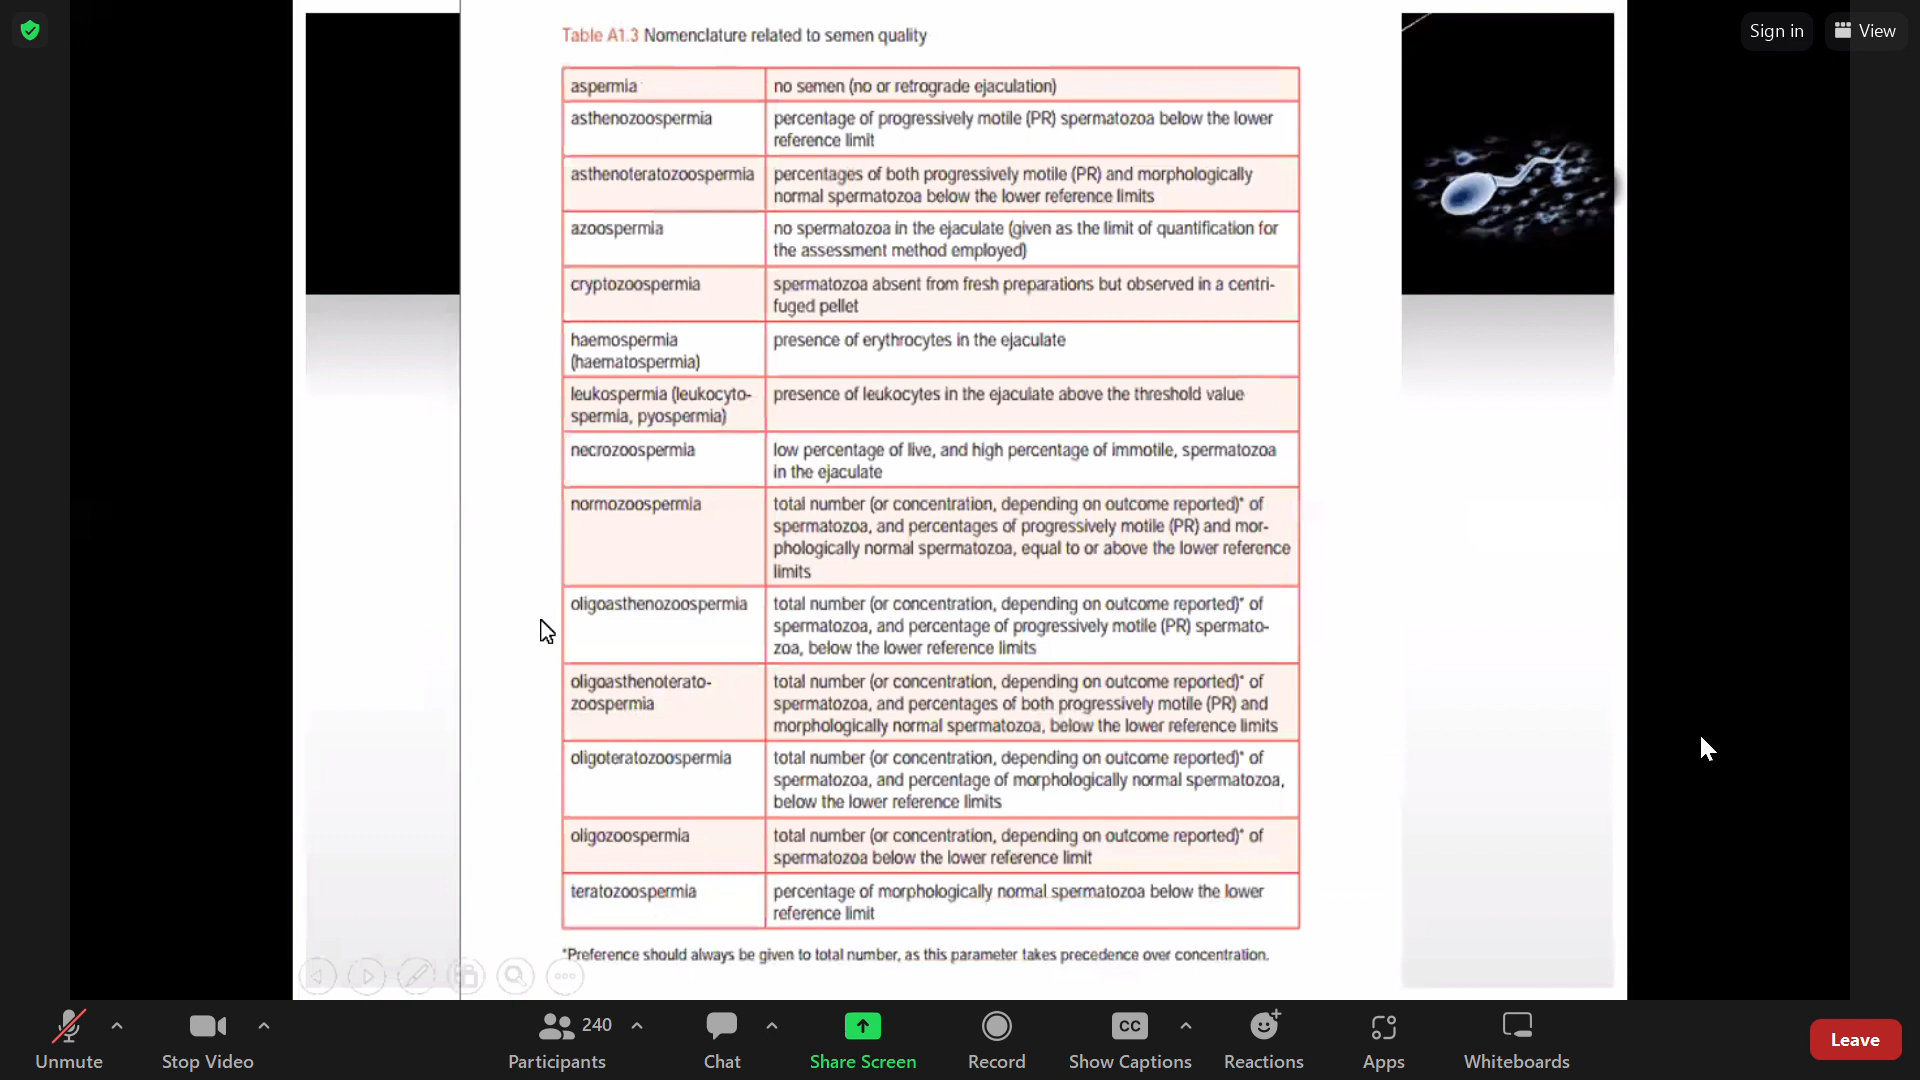 Sign in
View
Table A1.3 Nomenclature related to semen quality
aspermia
no semen (no or retrograde ejaculation)
asthenozoospermia
percentage of progressively motile (PR) spermatozoa below the lower
reference limit
asthenoteratozoospermia
percentages of both progressively motile (PR) and morphologically
normal spermatozoa below the lower reference limits
azoospermia
no spermatozoa in the ejaculate (given as the limit of quantification for
the assessment method employed)
cryptozoospermia
spermatozoa absent from fresh preparations but observed in a centri-
fuged pellet
haemospermia
(haematospermia)
presence of erythrocytes in the ejaculate
leukospermia (leukocyto-
spermia, pyospermia)
presence of leukocytes in the ejaculate above the threshold value
necrozoospermia
low percentage of live, and high percentage of immotile, spermatozoa
in the ejaculate
normozoospermia
total number (or concentration, depending on outcome reported)* of
spermatozoa, and percentages of progressively motile (PR) and mor-
phologically normal spermatozoa, equal to or above the lower reference
limits
oligoasthenozoospermia
total number (or concentration, depending on outcome reported)* of
spermatozoa, and percentage of progressively motile (PR) spermato-
zoa, below the lower reference limits
oligoasthenoterato-
zoospermia
total number (or concentration, depending on outcome reported)* of
spermatozoa, and percentages of both progressively motile (PR) and
morphologically normal spermatozoa, below the lower reference limits
oligoteratozoospermia
total number (or concentration, depending on outcome reported)* of
spermatozoa, and percentage of morphologically normal spermatozoa,
below the lower reference limits
oligozoospermia
total number (or concentration, depending on outcome reported)* of
spermatozoa below the lower reference limit
teratozoospermia
percentage of morphologically normal spermatozoa below the lower
reference limit
*Preference should always be given to total number, as this parameter takes precedence over concentration.
240
CC
Unmute
Stop Video
Participants
Chat
Share Screen
Record
Show Captions
Reactions
Apps
Whiteboards
Leave